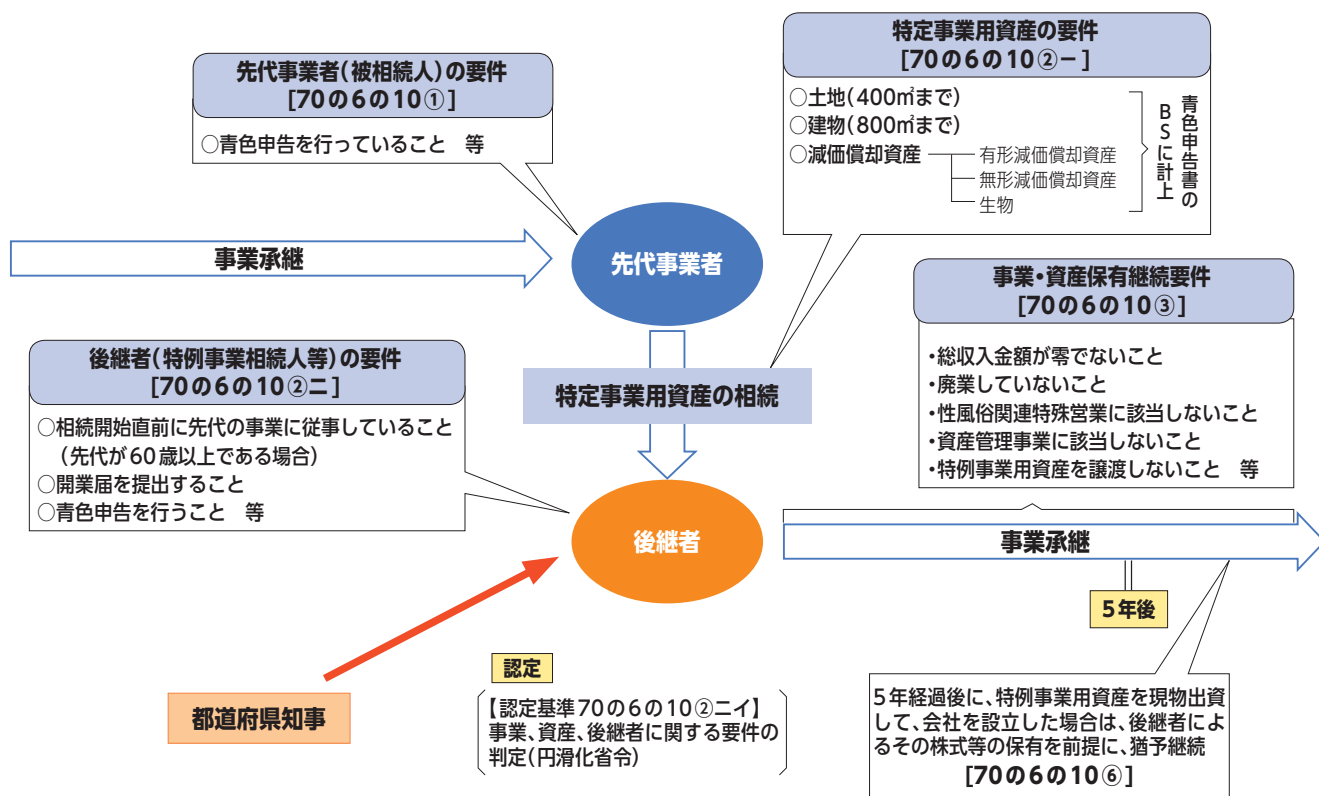 先代事業者(被相続人)の要件
[70の6の10①]
○青色申告を行っていること　等
特定事業用資産の要件
[70の6の10②ー]
○土地(400㎡まで)
○建物(800㎡まで)
○減価償却資産
有形減価償却資産
無形減価償却資産
生物
青色申告書の
BSに計上
事業承継
先代事業者
事業・資産保有継続要件
[70の6の10③]
・総収入金額が零でないこと
・廃業していないこと
・性風俗関連特殊営業に該当しないこと
・資産管理事業に該当しないこと
・特例事業用資産を譲渡しないこと　等
後継者(特例事業相続人等)の要件
[70の6の10②ニ]
○相続開始直前に先代の事業に従事していること
(先代が60歳以上である場合)
○開業届を提出すること
○青色申告を行うこと　等
特定事業用資産の相続
後継者
事業承継
5年後
認定
都道府県知事
【認定基準70の6の10②ニイ】
事業、資産、後継者に関する要件の
判定(円滑化省令)
5年経過後に、特例事業用資産を現物出資
して、会社を設立した場合は、後継者によ
るその株式等の保有を前提に、猶予継続
[70の6の10⑥]